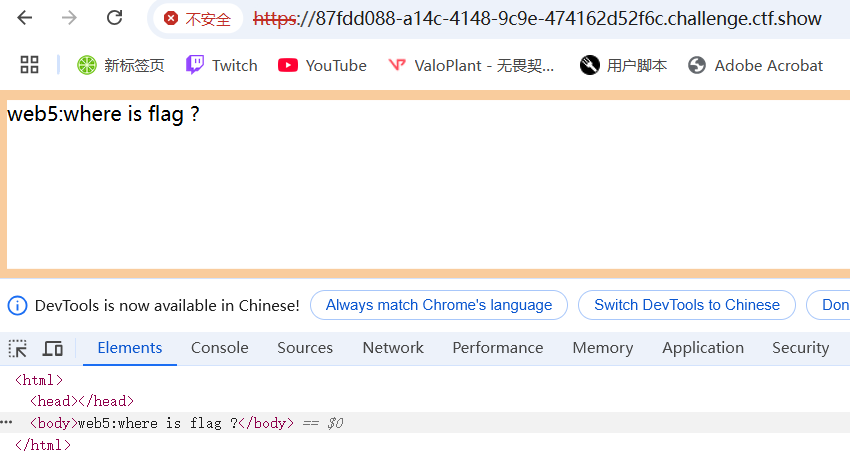 不安全 https://87fdd088-a14c-4148-9c9e-474162d52f6c.challenge.ctf.show
新标签页 Twitch YouTube ValoPlant - 无畏契... 用户脚本 Adobe Acrobat
web5:where is flag ?
DevTools is now available in Chinese! Always match Chrome's language Switch DevTools to Chinese Don
Elements Console Sources Network Performance Memory Application Security
<html>
<head></head>
... <body>web5:where is flag ?</body> == $0
</html>